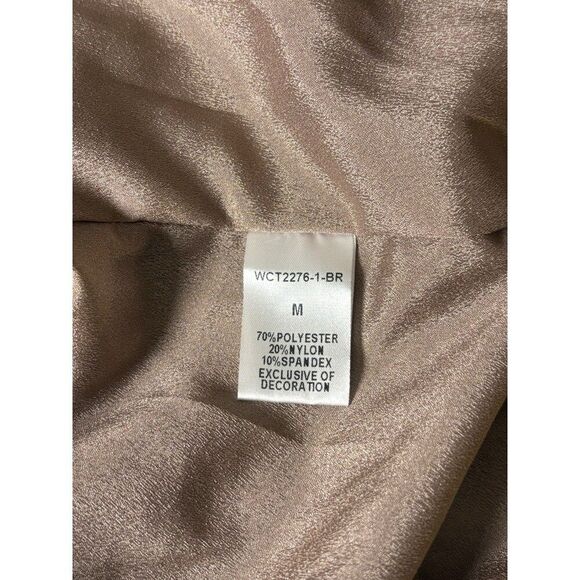 WCT2276-1-BR
M
70%POLYESTER
20%NYLON
10%SPANDEX
EXCLUSIVE OF
DECORATION